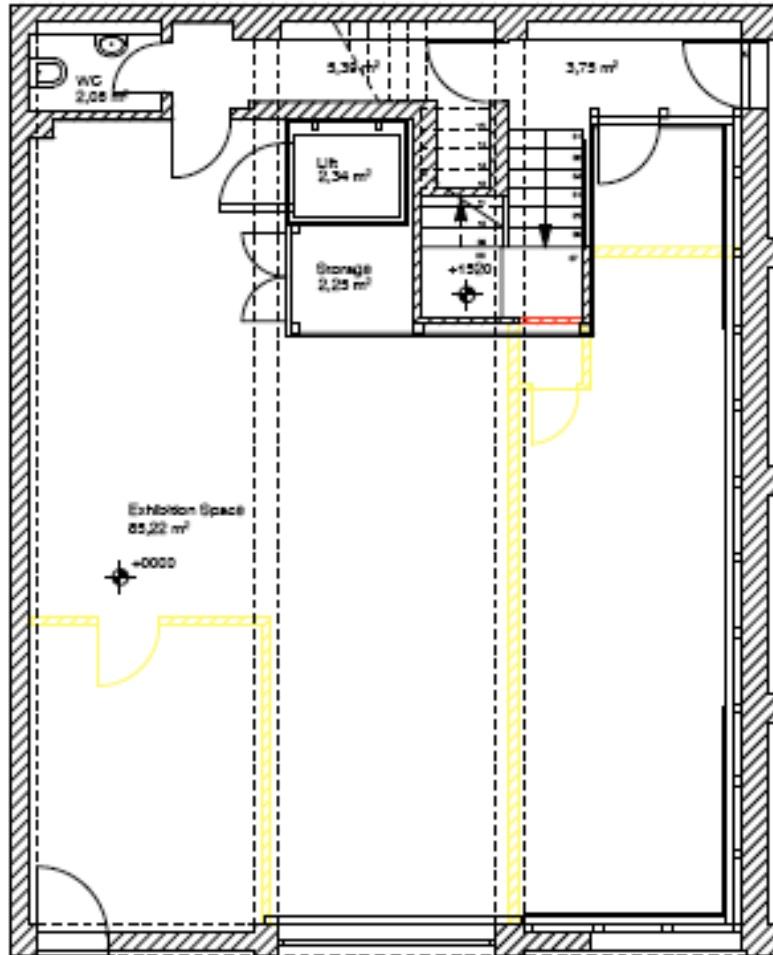 5,39 m²
3,75 m²
WC
2,05 m²
Lift
2,34 m²
Storage
2,25 m²
+1520
Exhibition Space
85,22 m²
+0000